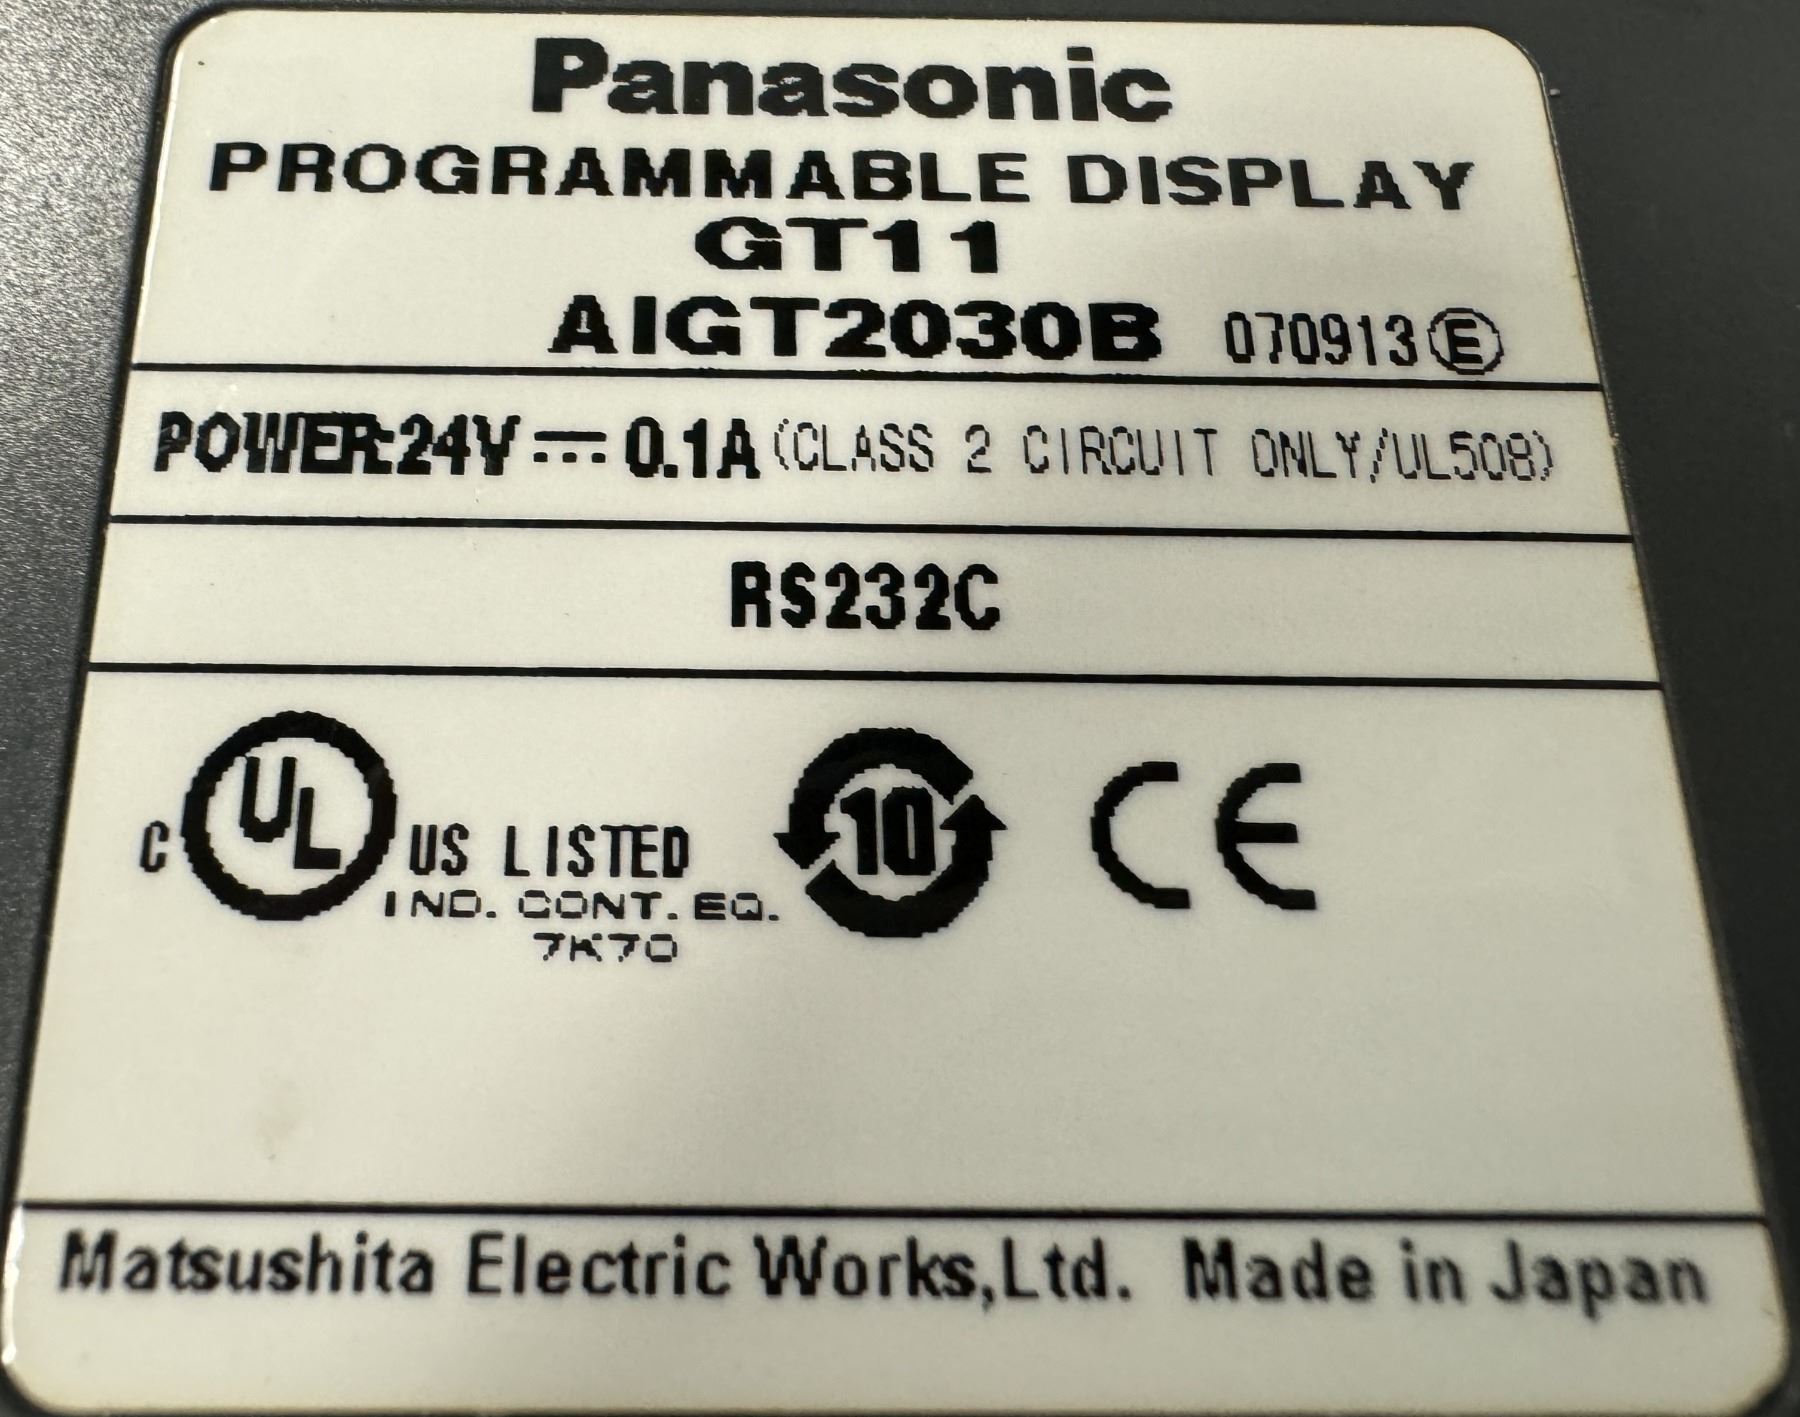 Panasonic
PROGRAMMABLE DISPLAY
GT11
AIGT2030B 070913 Ⓔ
POWER:24V ⎓ 0.1A (CLASS 2 CIRCUIT ONLY/UL508)
RS232C
C UL US LISTED
IND. CONT. EQ.
7K70
10
CE
Matsushita Electric Works,Ltd. Made in Japan